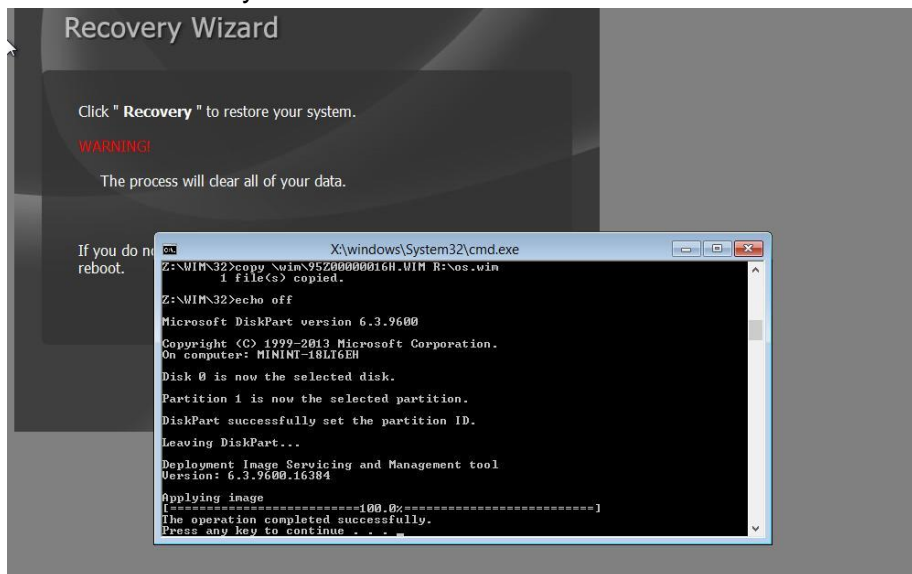 Recovery Wizard
Click " Recovery " to restore your system.
WARNING!
The process will clear all of your data.
If you do
reboot.
X:\windows\System32\cmd.exe
Z:\WIM\32>copy \wim\95Z00000016H.WIM R:\os.wim
1 file(s) copied.
Z:\WIM\32>echo off
Microsoft DiskPart version 6.3.9600
Copyright (C) 1999-2013 Microsoft Corporation.
On computer: MININT-18LT6EH
Disk 0 is now the selected disk.
Partition 1 is now the selected partition.
DiskPart successfully set the partition ID.
Leaving DiskPart...
Deployment Image Servicing and Management tool
Version: 6.3.9600.16384
Applying image
[==========================100.0%==========================]
The operation completed successfully.
Press any key to continue . . .